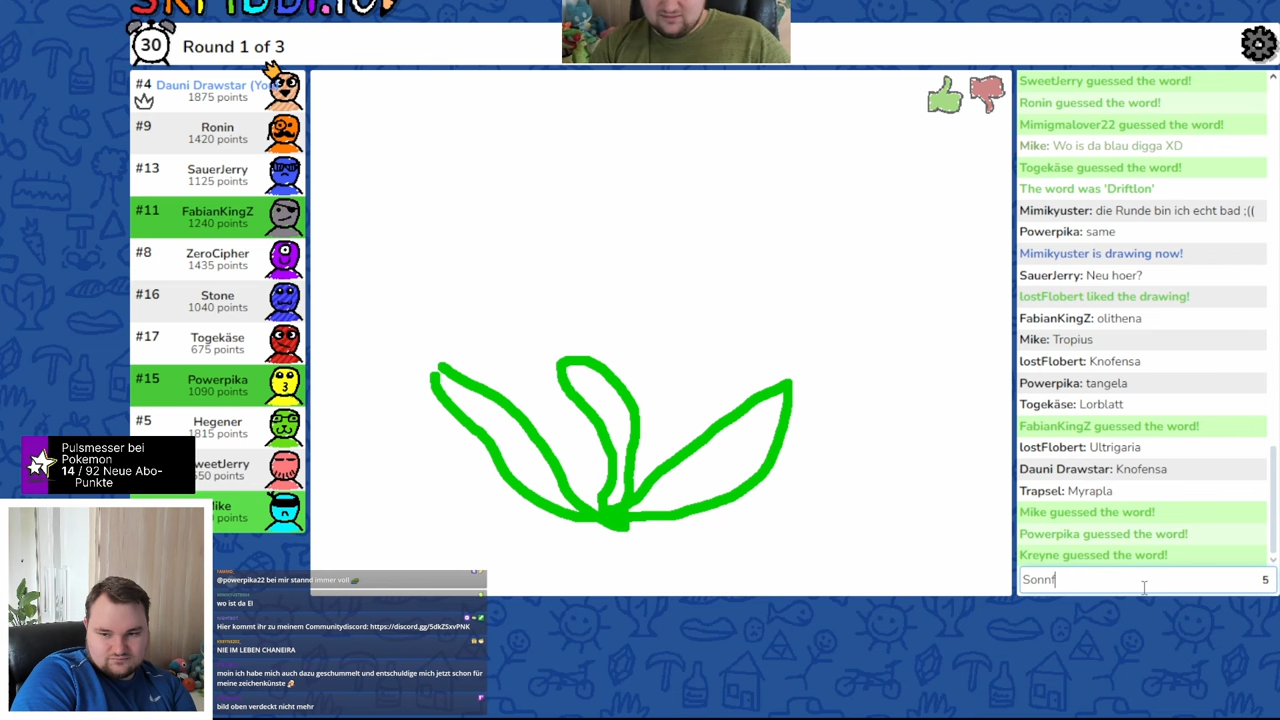 SKRIBBL.IO
30
Round 1 of 3
#4
Dauni Drawstar (You)
1875 points
#9
Ronin
1420 points
#13
SauerJerry
1125 points
#11
FabianKingZ
1240 points
#8
ZeroCipher
1435 points
#16
Stone
1040 points
#17
Togekäse
675 points
#15
Powerpika
1090 points
#5
Hegener
1815 points
weetJerry
points
points
Pulsmesser bei
Pokemon
14 / 92 Neue Abo-
Punkte
@powerpika22 bei mir stannd immer voll
wo ist da El
Hier kommt ihr zu meinem Communitydiscord: https://discord.gg/5dkZSxvPNK
NIE IM LEBEN CHANEIRA
moin ich habe mich auch dazu geschummelt und entschuldige mich jetzt schon für
meine zeichenkünste
bild oben verdeckt nicht mehr
SweetJerry guessed the word!
Ronin guessed the word!
Mimigmalover22 guessed the word!
Mike: Wo is da blau digga XD
Togekäse guessed the word!
The word was 'Driftlon'
Mimikyuster: die Runde bin ich echt bad ;((
Powerpika: same
Mimikyuster is drawing now!
SauerJerry: Neu hoer?
lostFlobert liked the drawing!
FabianKingZ: olithena
Mike: Tropius
lostFlobert: Knofensa
Powerpika: tangela
Togekäse: Lorblatt
FabianKingZ guessed the word!
lostFlobert: Ultrigaria
Dauni Drawstar: Knofensa
Trapsel: Myrapla
Mike guessed the word!
Powerpika guessed the word!
Kreyne guessed the word!
Sonnf
5